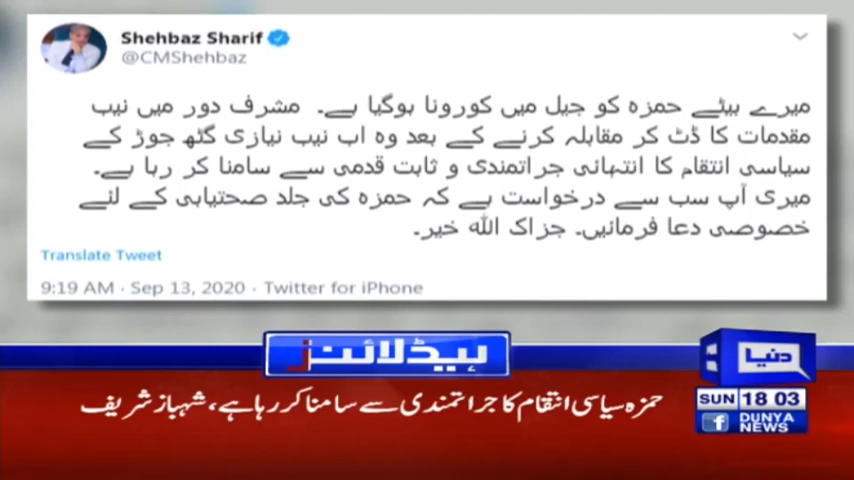 Shehbaz Sharif
@CMShehbaz
میرے بیٹے حمزہ کو جیل میں کورونا ہوگیا ہے۔ مشرف دور میں نیب
مقدمات کا ڈٹ کر مقابلہ کرنے کے بعد وہ اب نیب نیازی گٹھ جوڑ کے
سیاسی انتقام کا انتہائی جراتمندی و ثابت قدمی سے سامنا کر رہا ہے۔
میری آپ سب سے درخواست ہے کہ حمزہ کی جلد صحتیابی کے لئے
خصوصی دعا فرمائیں۔ جزاک اللّٰہ خیر۔
Translate Tweet
9:19 AM · Sep 13, 2020 · Twitter for iPhone
ہیڈلائنز
دنیا
حمزہ سیاسی انتقام کا جراتمندی سے سامنا کر رہا ہے، شہباز شریف
SUN 18 03
f DUNYA NEWS